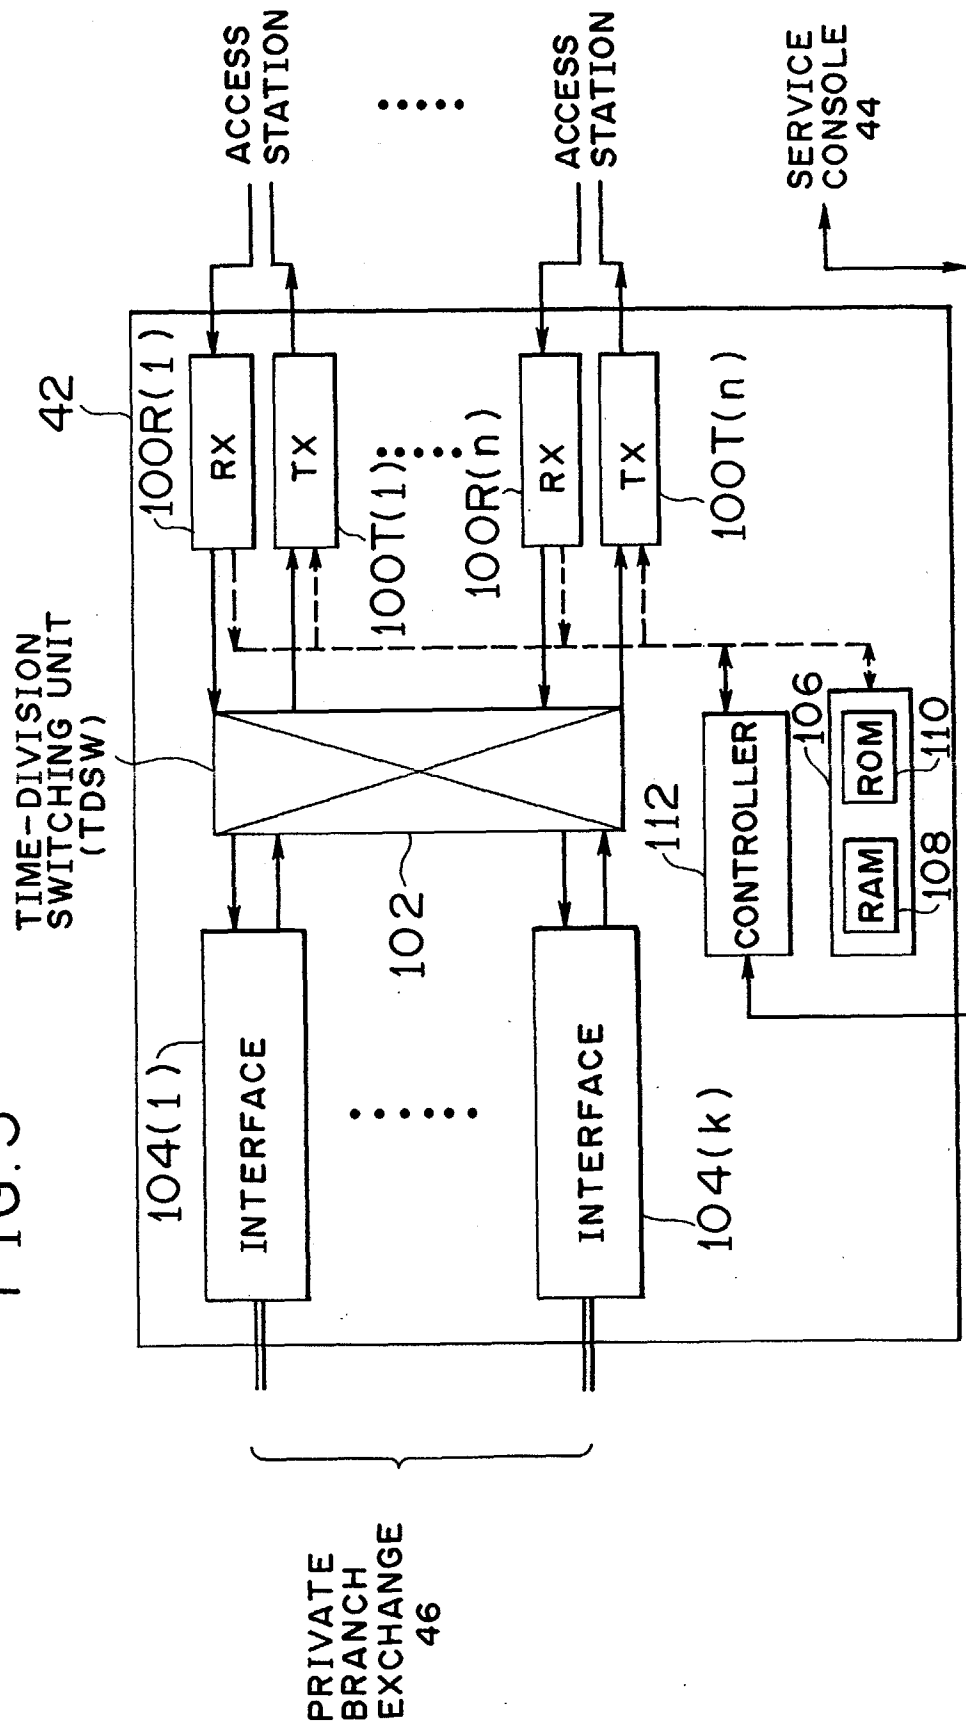 FIG. 5
TIME-DIVISION
SWITCHING UNIT
(TDSW)
42
100R(1)
RX
TX
100T(1)
100R(n)
RX
TX
100T(n)
ACCESS
STATION
ACCESS
STATION
104(1)
INTERFACE
INTERFACE
104(k)
102
112
CONTROLLER
106
RAM
ROM
108
110
PRIVATE
BRANCH
EXCHANGE
46
SERVICE
CONSOLE
44